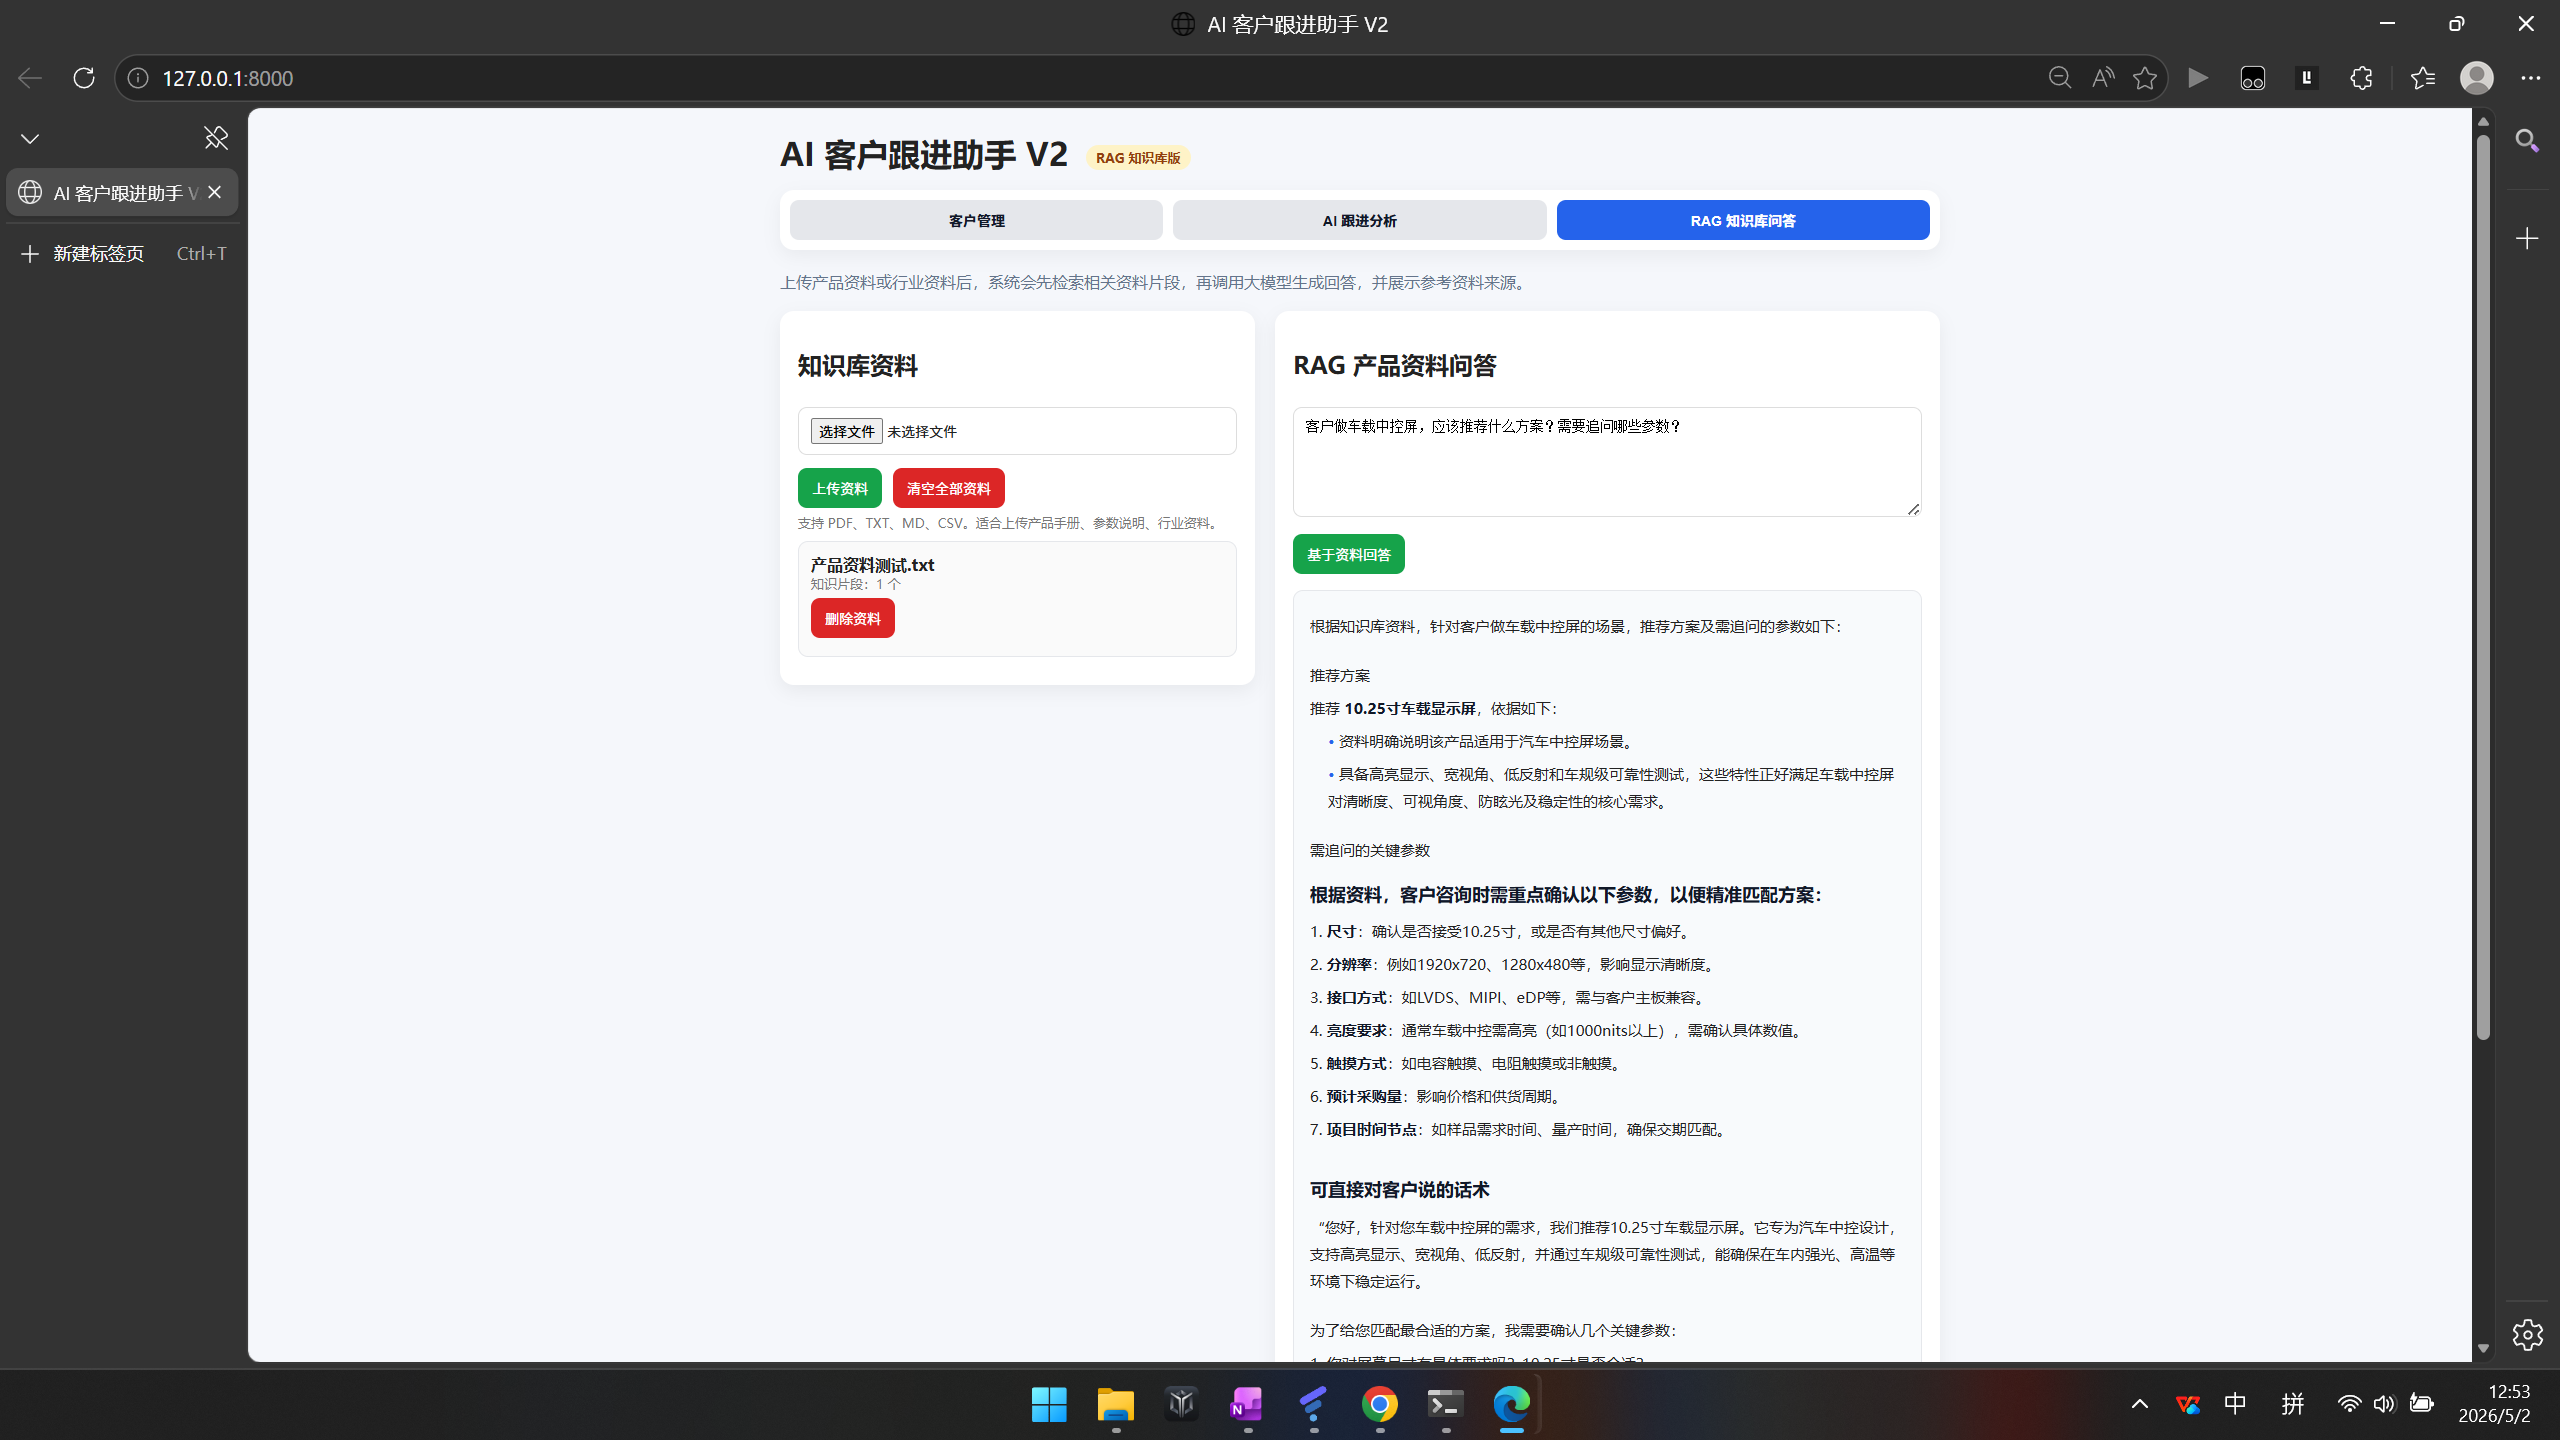 AI 客户跟进助手 V2
127.0.0.1:8000
AI 客户跟进助手 V
新建标签页 Ctrl+T
AI 客户跟进助手 V2 RAG 知识库版
客户管理 AI 跟进分析 RAG 知识库问答
上传产品资料或行业资料后，系统会先检索相关资料片段，再调用大模型生成回答，并展示参考资料来源。
知识库资料
选择文件 未选择文件
上传资料 清空全部资料
支持 PDF、TXT、MD、CSV。适合上传产品手册、参数说明、行业资料。
产品资料测试.txt
知识片段：1 个
删除资料
RAG 产品资料问答
客户做车载中控屏，应该推荐什么方案？需要追问哪些参数？
基于资料回答
根据知识库资料，针对客户做车载中控屏的场景，推荐方案及需追问的参数如下：
推荐方案
推荐 10.25寸车载显示屏，依据如下：
• 资料明确说明该产品适用于汽车中控屏场景。
• 具备高亮显示、宽视角、低反射和车规级可靠性测试，这些特性正好满足车载中控屏
对清晰度、可视角度、防眩光及稳定性的核心需求。
需追问的关键参数
根据资料，客户咨询时需重点确认以下参数，以便精准匹配方案：
1. 尺寸：确认是否接受10.25寸，或是否有其他尺寸偏好。
2. 分辨率：例如1920x720、1280x480等，影响显示清晰度。
3. 接口方式：如LVDS、MIPI、eDP等，需与客户主板兼容。
4. 亮度要求：通常车载中控需高亮（如1000nits以上），需确认具体数值。
5. 触摸方式：如电容触摸、电阻触摸或非触摸。
6. 预计采购量：影响价格和供货周期。
7. 项目时间节点：如样品需求时间、量产时间，确保交期匹配。
可直接对客户说的话术
“您好，针对您车载中控屏的需求，我们推荐10.25寸车载显示屏。它专为汽车中控设计，
支持高亮显示、宽视角、低反射，并通过车规级可靠性测试，能确保在车内强光、高温等
环境下稳定运行。
为了给您匹配最合适的方案，我需要确认几个关键参数：
1. 您对屏幕尺寸有具体要求吗？10.25寸是否合适？
中 拼
12:53
2026/5/2